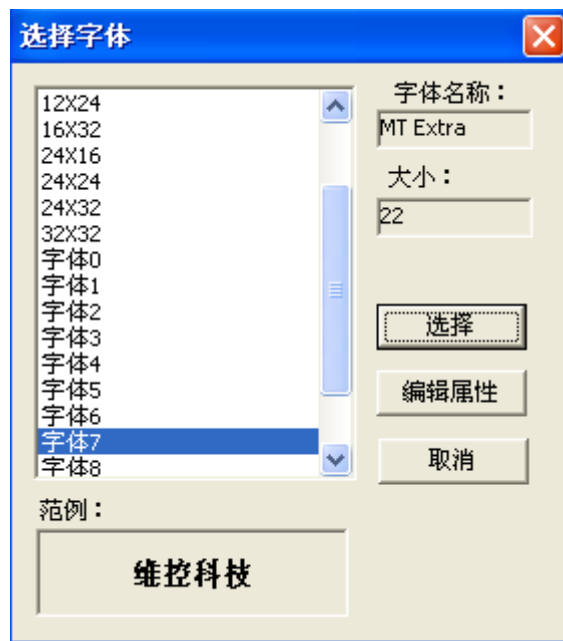 选择字体
12X24
16X32
24X16
24X24
24X32
32X32
字体0
字体1
字体2
字体3
字体4
字体5
字体6
字体7
字体8
字体名称：
MT Extra
大小：
22
选择
编辑属性
取消
范例：
维控科技